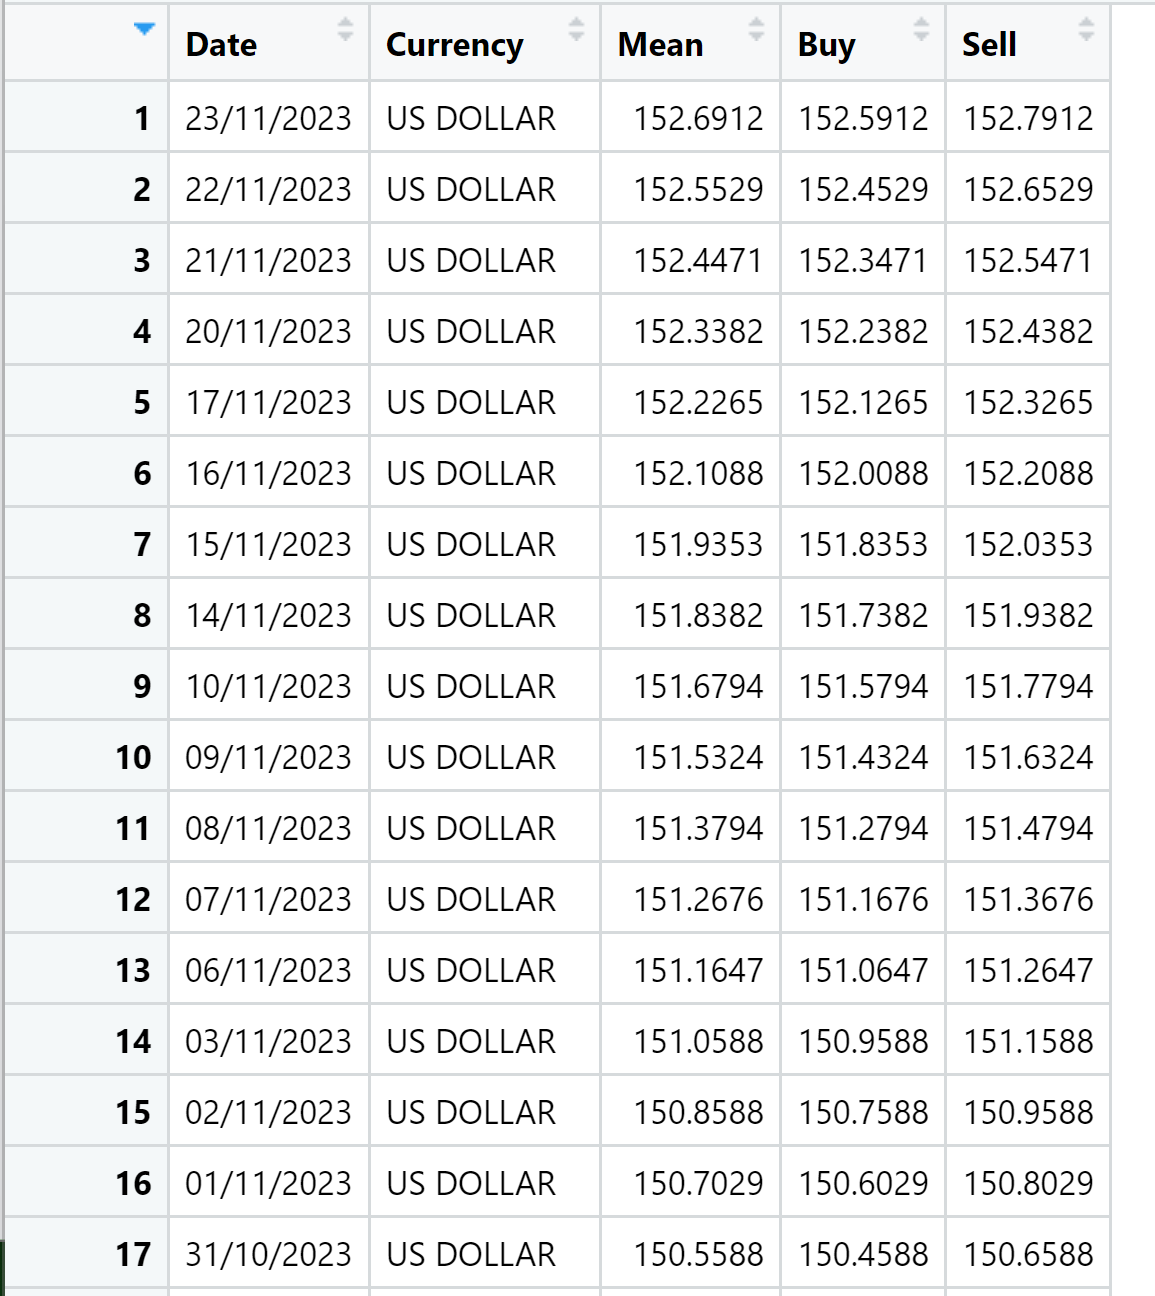 Date Currency Mean Buy Sell
1 23/11/2023 US DOLLAR 152.6912 152.5912 152.7912
2 22/11/2023 US DOLLAR 152.5529 152.4529 152.6529
3 21/11/2023 US DOLLAR 152.4471 152.3471 152.5471
4 20/11/2023 US DOLLAR 152.3382 152.2382 152.4382
5 17/11/2023 US DOLLAR 152.2265 152.1265 152.3265
6 16/11/2023 US DOLLAR 152.1088 152.0088 152.2088
7 15/11/2023 US DOLLAR 151.9353 151.8353 152.0353
8 14/11/2023 US DOLLAR 151.8382 151.7382 151.9382
9 10/11/2023 US DOLLAR 151.6794 151.5794 151.7794
10 09/11/2023 US DOLLAR 151.5324 151.4324 151.6324
11 08/11/2023 US DOLLAR 151.3794 151.2794 151.4794
12 07/11/2023 US DOLLAR 151.2676 151.1676 151.3676
13 06/11/2023 US DOLLAR 151.1647 151.0647 151.2647
14 03/11/2023 US DOLLAR 151.0588 150.9588 151.1588
15 02/11/2023 US DOLLAR 150.8588 150.7588 150.9588
16 01/11/2023 US DOLLAR 150.7029 150.6029 150.8029
17 31/10/2023 US DOLLAR 150.5588 150.4588 150.6588